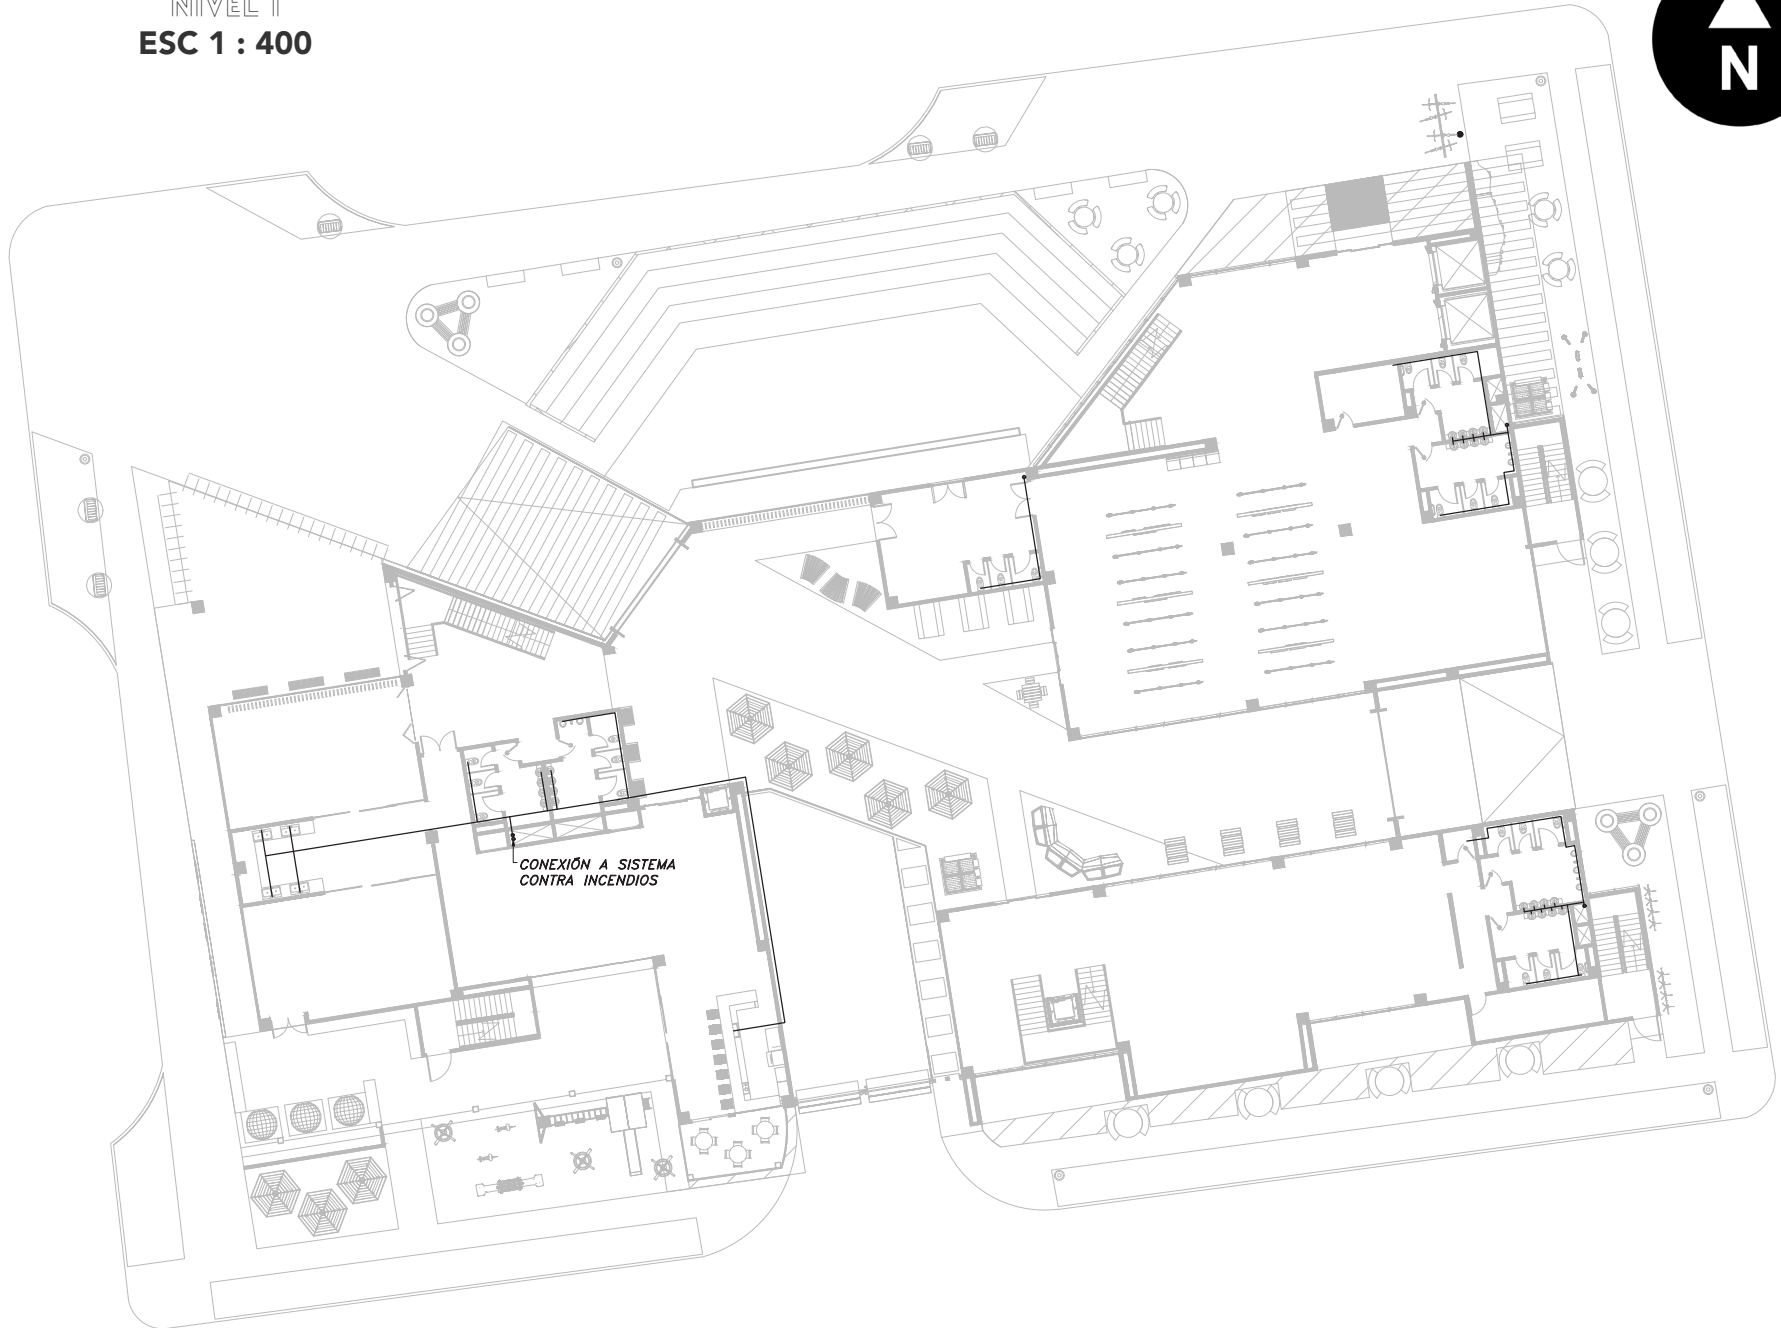 NIVEL 1
ESC 1 : 400
N
CONEXIÓN A SISTEMA
CONTRA INCENDIOS